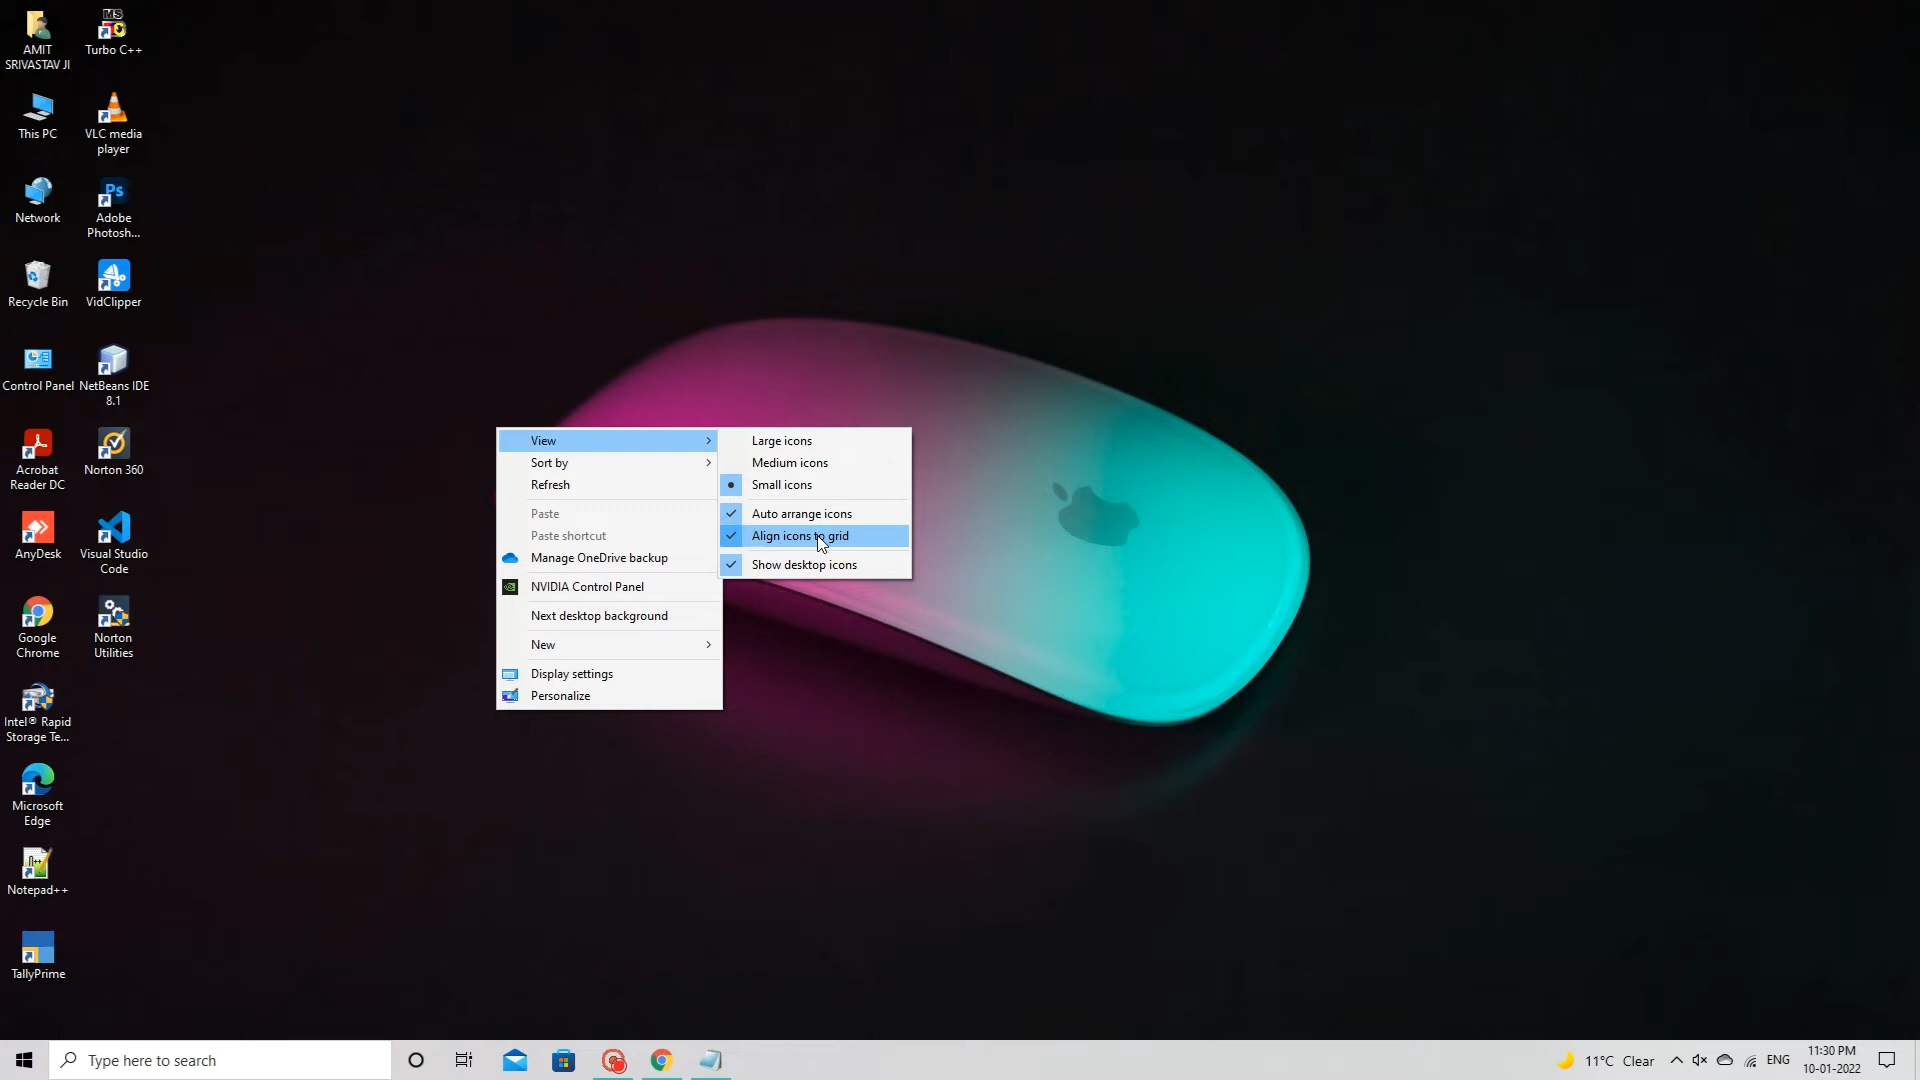 AMIT
SRIVASTAV JI
This PC
Network
Recycle Bin
Control Panel
Acrobat
Reader DC
AnyDesk
Google
Chrome
Intel® Rapid
Storage Te...
Microsoft
Edge
Notepad++
TallyPrime
MS
Turbo C++
VLC media
player
Ps
Adobe
Photosh...
VidClipper
NetBeans IDE
8.1
Norton 360
Visual Studio
Code
Norton
Utilities
View
Sort by
Refresh
Paste
Paste shortcut
Manage OneDrive backup
NVIDIA Control Panel
Next desktop background
New
Display settings
Personalize
Large icons
Medium icons
Small icons
Auto arrange icons
Align icons to grid
Show desktop icons
Type here to search
11°C Clear
ENG
11:30 PM
10-01-2022